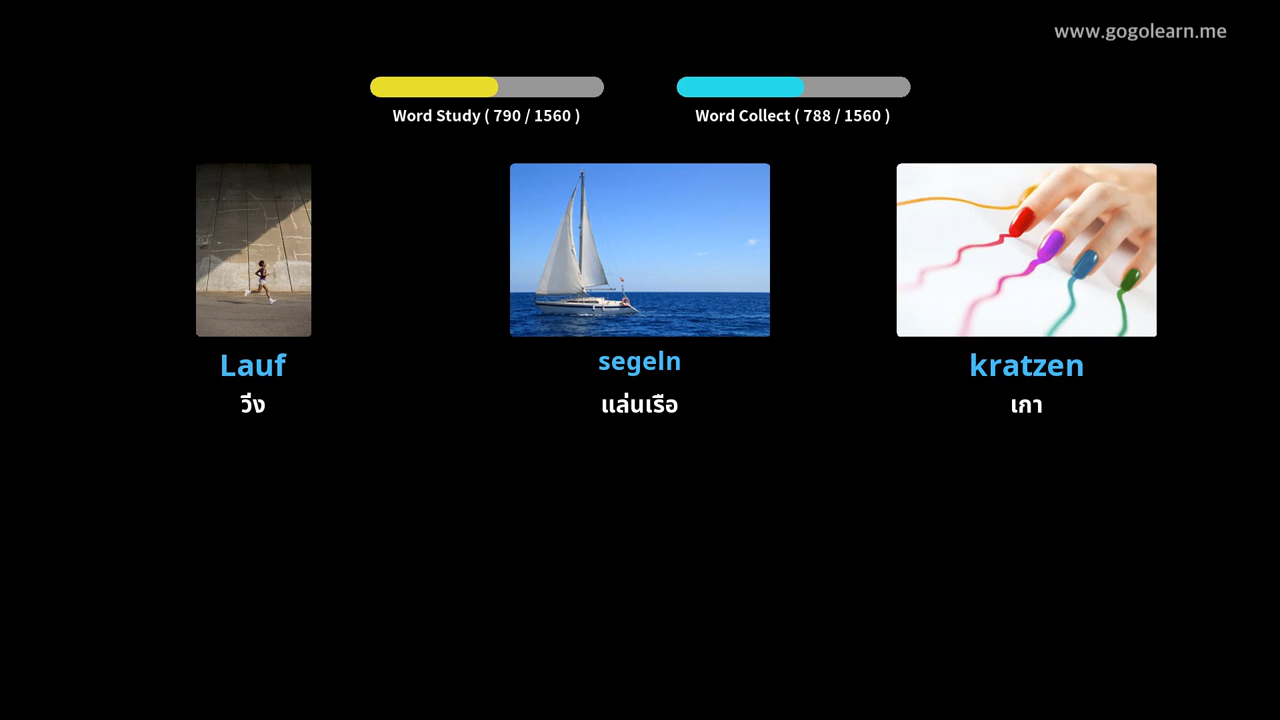 www.gogolearn.me
Word Study ( 790 / 1560 )
Word Collect ( 788 / 1560 )
Lauf
segeln
kratzen
วิ่ง
แล่นเรือ
เกา